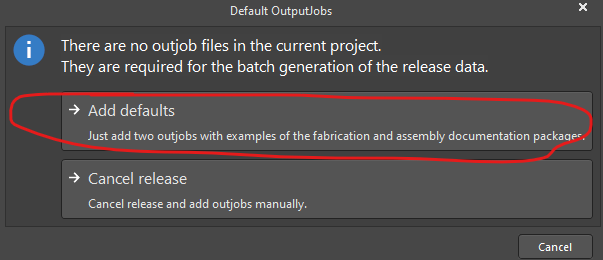 Default OutputJobs
There are no outjob files in the current project.
They are required for the batch generation of the release data.
Add defaults
Just add two outjobs with examples of the fabrication and assembly documentation packages.
Cancel release
Cancel release and add outjobs manually.
Cancel